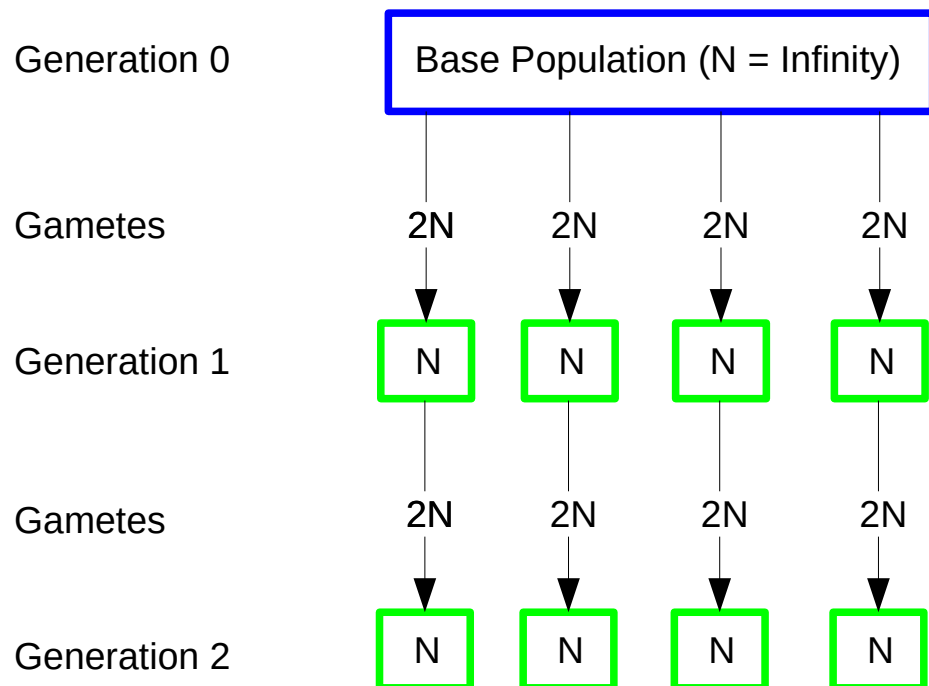 Generation 0
Base Population (N = Infinity)
Gametes
2N 2N 2N 2N
Generation 1
N N N N
Gametes
2N 2N 2N 2N
Generation 2
N N N N